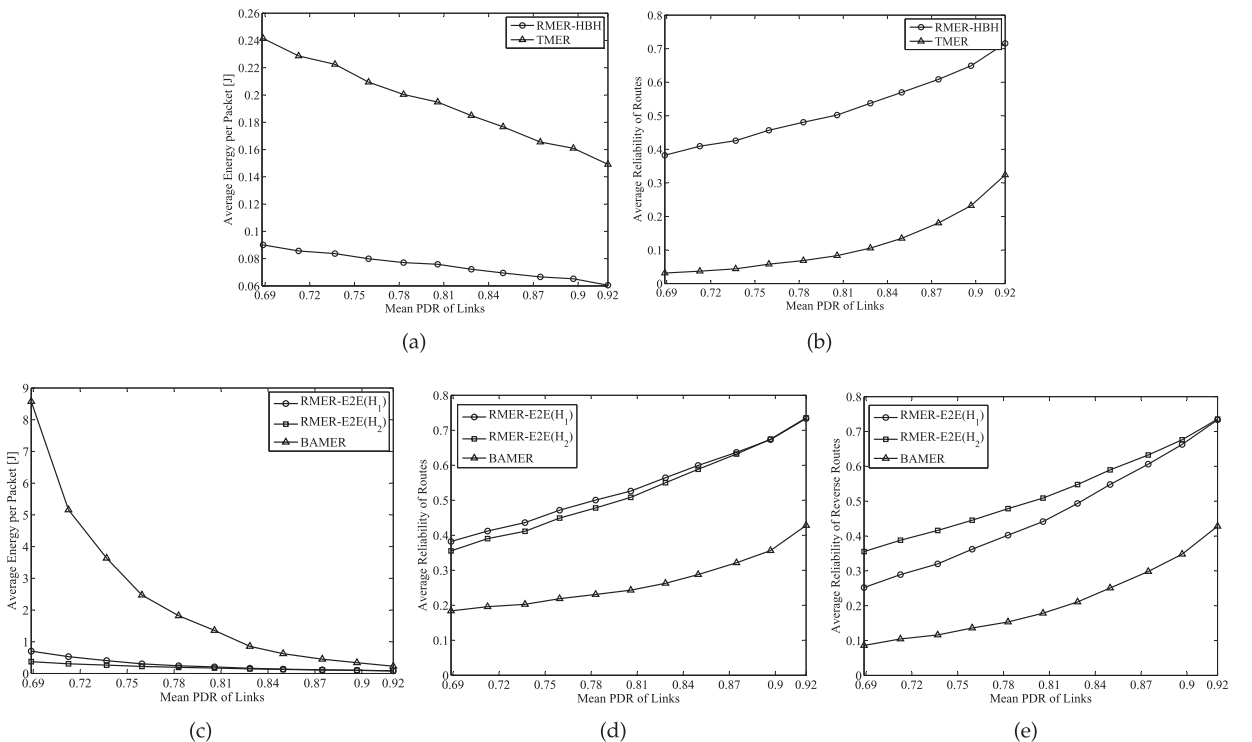 RMER-HBH
TMER
0.26
0.24
0.22
0.2
0.18
0.16
0.14
0.12
0.1
0.08
0.06
0.69 0.72 0.75 0.78 0.81 0.84 0.87 0.9 0.92
Average Energy per Packet [J]
Mean PDR of Links
(a)
RMER-HBH
TMER
0.8
0.7
0.6
0.5
0.4
0.3
0.2
0.1
0
0.69 0.72 0.75 0.78 0.81 0.84 0.87 0.9 0.92
Average Reliability of Routes
Mean PDR of Links
(b)
RMER-E2E(H1)
RMER-E2E(H2)
BAMER
9
8
7
6
5
4
3
2
1
0
0.69 0.72 0.75 0.78 0.81 0.84 0.87 0.9 0.92
Average Energy per Packet [J]
Mean PDR of Links
(c)
RMER-E2E(H1)
RMER-E2E(H2)
BAMER
0.8
0.7
0.6
0.5
0.4
0.3
0.2
0.1
0
0.69 0.72 0.75 0.78 0.81 0.84 0.87 0.9 0.92
Average Reliability of Routes
Mean PDR of Links
(d)
RMER-E2E(H1)
RMER-E2E(H2)
BAMER
0.8
0.7
0.6
0.5
0.4
0.3
0.2
0.1
0
0.69 0.72 0.75 0.78 0.81 0.84 0.87 0.9 0.92
Average Reliability of Reverse Routes
Mean PDR of Links
(e)